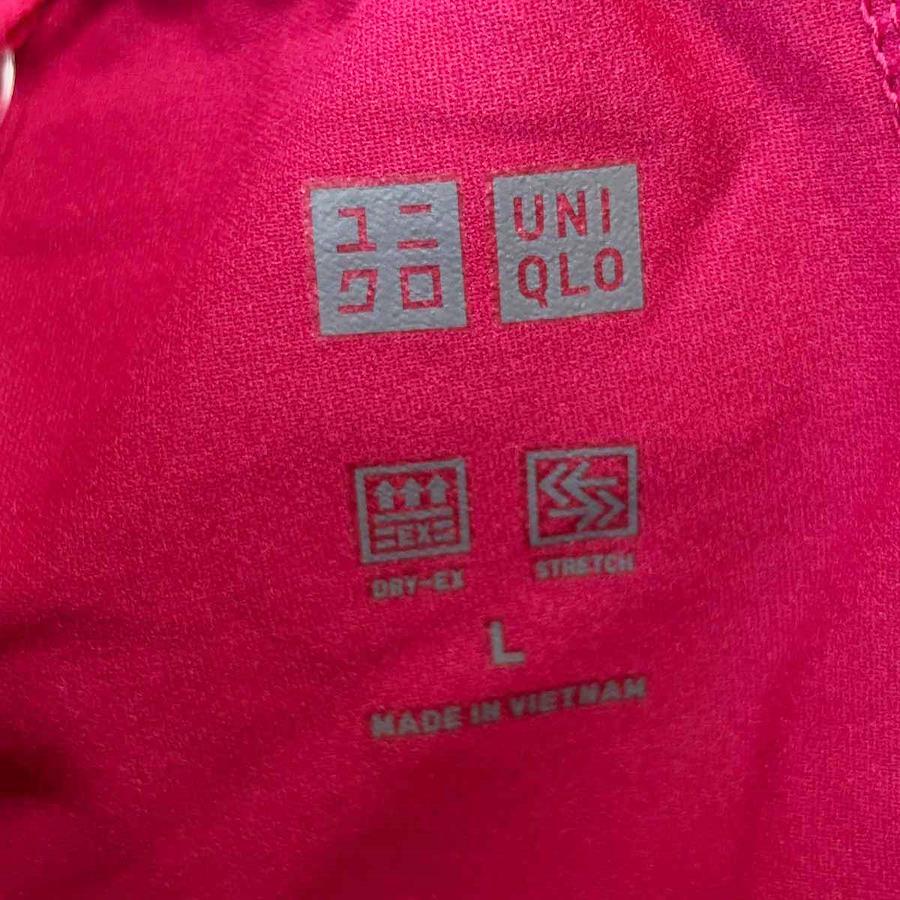 ユニ
クロ
UNI
QLO
EX
DRY-EX
STRETCH
L
MADE IN VIETNAM